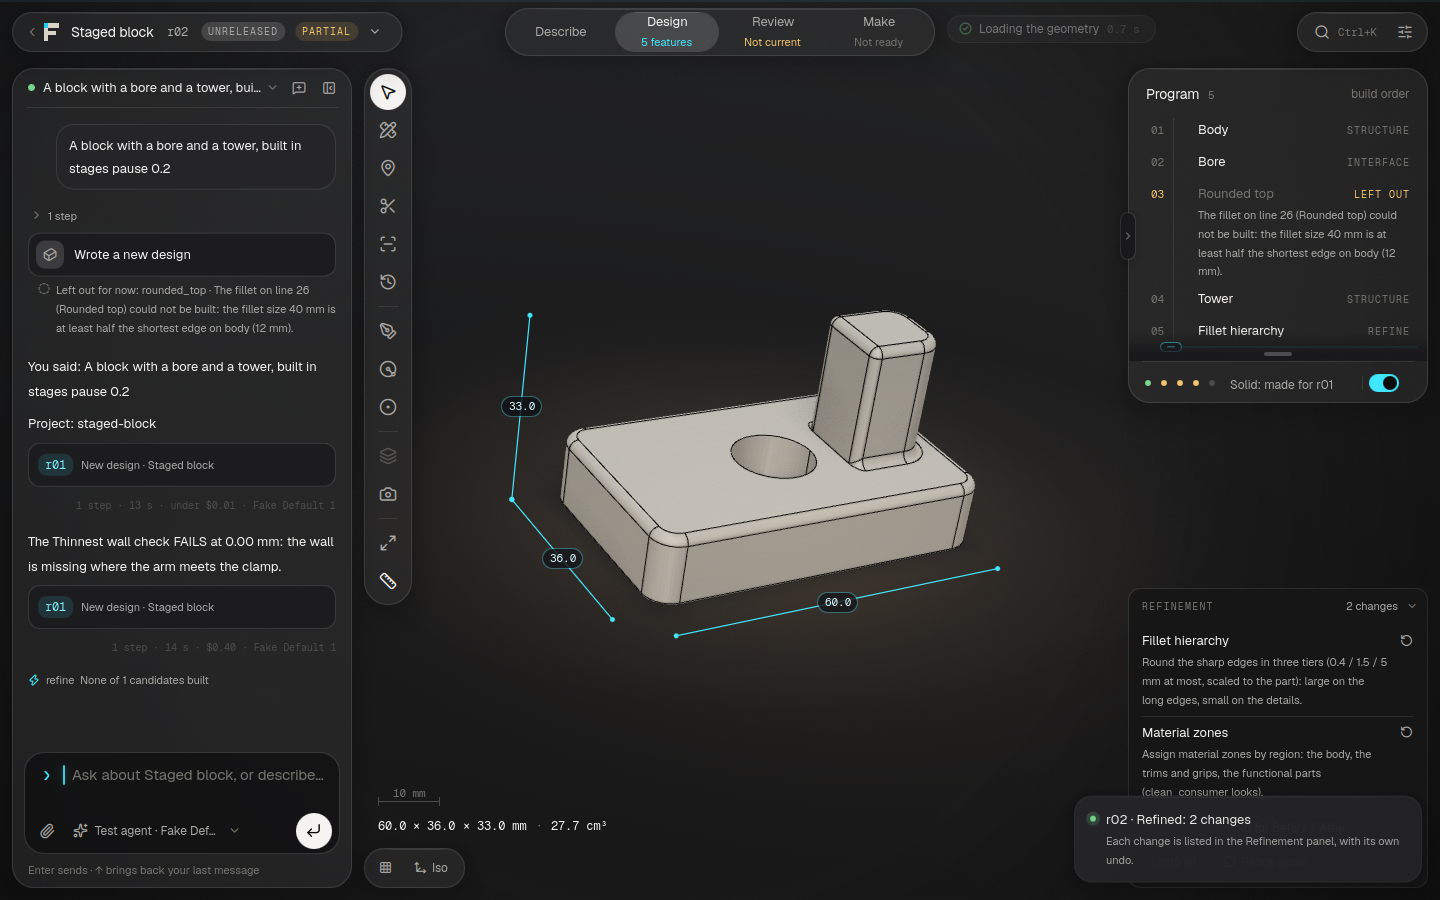 Staged block r02 UNRELEASED PARTIAL
Describe
Design
5 features
Review
Not current
Make
Not ready
Loading the geometry 0.7 s
Ctrl+K
A block with a bore and a tower, bui...
A block with a bore and a tower, built in
stages pause 0.2
1 step
Wrote a new design
Left out for now: rounded_top · The fillet on line 26
(Rounded top) could not be built: the fillet size 40 mm is
at least half the shortest edge on body (12 mm).
You said: A block with a bore and a tower, built in
stages pause 0.2
Project: staged-block
r01 New design · Staged block
1 step · 13 s · under $0.01 · Fake Default 1
The Thinnest wall check FAILS at 0.00 mm: the wall
is missing where the arm meets the clamp.
r01 New design · Staged block
1 step · 14 s · $0.40 · Fake Default 1
refine None of 1 candidates built
Ask about Staged block, or describe...
Test agent · Fake Def...
Enter sends · ↑ brings back your last message
33.0
36.0
60.0
10 mm
60.0 × 36.0 × 33.0 mm · 27.7 cm³
Iso
Program 5 build order
01 Body STRUCTURE
02 Bore INTERFACE
03 Rounded top LEFT OUT
The fillet on line 26 (Rounded top) could
not be built: the fillet size 40 mm is at
least half the shortest edge on body (12
mm).
04 Tower STRUCTURE
05 Fillet hierarchy REFINE
Solid: made for r01
REFINEMENT 2 changes
Fillet hierarchy
Round the sharp edges in three tiers (0.4 / 1.5 / 5
mm at most, scaled to the part): large on the
long edges, small on the details.
Material zones
Assign material zones by region: the body, the
trims and grips, the functional parts
(clean_consumer looks).
r02 · Refined: 2 changes
Each change is listed in the Refinement panel, with its own
undo.